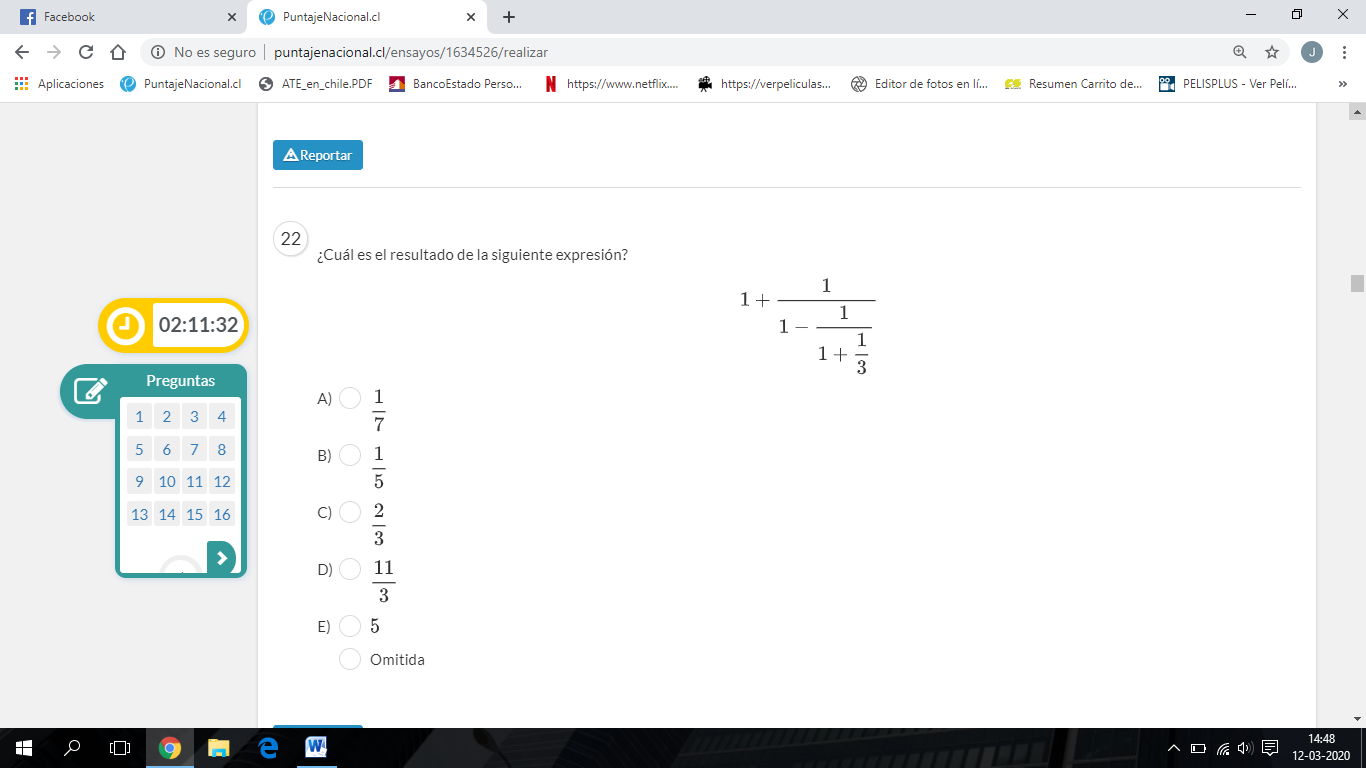 Facebook
PuntajeNacional.cl
No es seguro | puntajenacional.cl/ensayos/1634526/realizar
J
Aplicaciones PuntajeNacional.cl ATE_en_chile.PDF BancoEstado Perso... https://www.netflix.... https://verpeliculas... Editor de fotos en lí... Resumen Carrito de... PELISPLUS - Ver Pelí... »
Reportar
22
¿Cuál es el resultado de la siguiente expresión?
1 + 1
1 − 1
1 + 1
3
A) 1
7
B) 1
5
C) 2
3
D) 11
3
E) 5
Omitida
02:11:32
Preguntas
1 2 3 4
5 6 7 8
9 10 11 12
13 14 15 16
14:48
12-03-2020